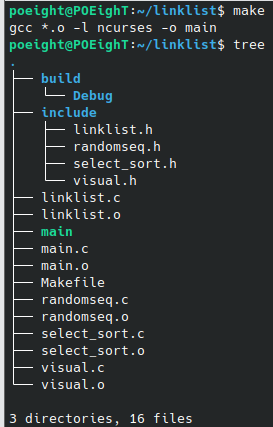 poeight@POEighT:~/linklist$ make
gcc *.o -l ncurses -o main
poeight@POEighT:~/linklist$ tree
.
├── build
│   └── Debug
├── include
│   ├── linklist.h
│   ├── randomseq.h
│   ├── select_sort.h
│   └── visual.h
├── linklist.c
├── linklist.o
├── main
├── main.c
├── main.o
├── Makefile
├── randomseq.c
├── randomseq.o
├── select_sort.c
├── select_sort.o
├── visual.c
└── visual.o
3 directories, 16 files